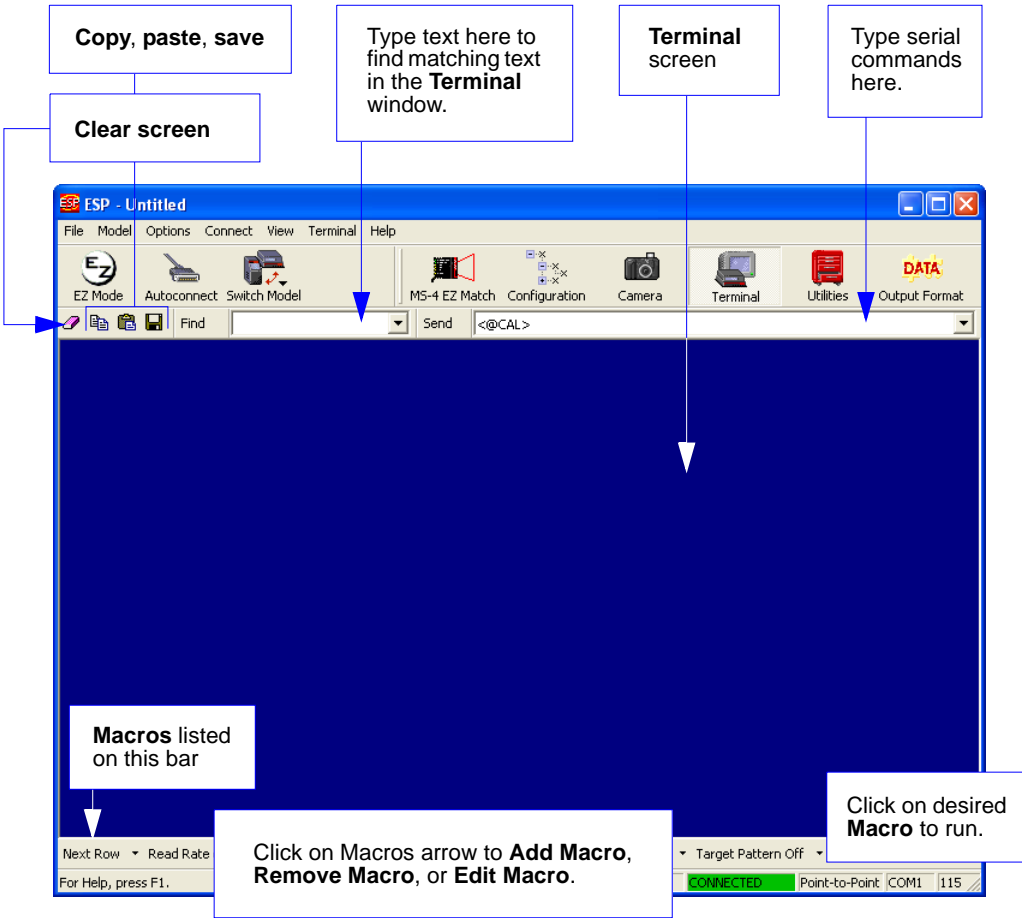 Copy, paste, save
Clear screen
Type text here to
find matching text
in the Terminal
window.
Terminal
screen
Type serial
commands
here.
ESP
ESP - Untitled
File Model Options Connect View Terminal Help
EZ
EZ Mode Autoconnect Switch Model MS-4 EZ Match Configuration Camera Terminal Utilities DATA Output Format
Find Send <@CAL>
Macros listed
on this bar
Click on desired
Macro to run.
Click on Macros arrow to Add Macro,
Remove Macro, or Edit Macro.
Next Row Read Rate Target Pattern Off
For Help, press F1. CONNECTED Point-to-Point COM1 115